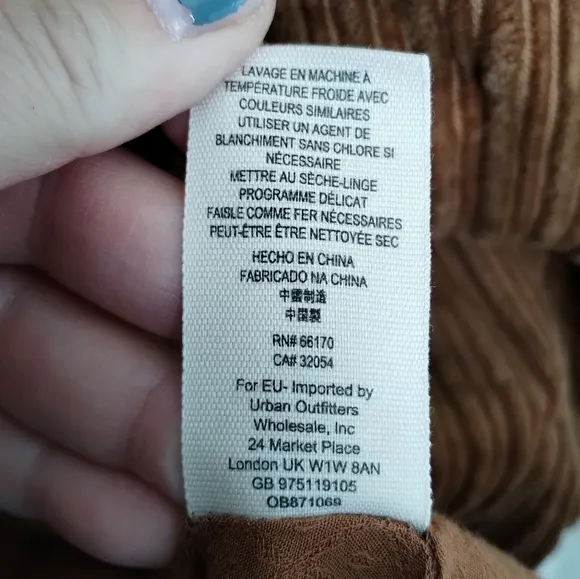 LAVAGE EN MACHINE À
TEMPÉRATURE FROIDE AVEC
COULEURS SIMILAIRES
UTILISER UN AGENT DE
BLANCHIMENT SANS CHLORE SI
NÉCESSAIRE
METTRE AU SÈCHE-LINGE
PROGRAMME DÉLICAT
FAISLE COMME FER NÉCESSAIRES
PEUT-ÊTRE ÊTRE NETTOYÉE SEC
HECHO EN CHINA
FABRICADO NA CHINA
中國制造
中国製
RN# 66170
CA# 32054
For EU- Imported by
Urban Outfitters
Wholesale, Inc
24 Market Place
London UK W1W 8AN
GB 975119105
OB871069